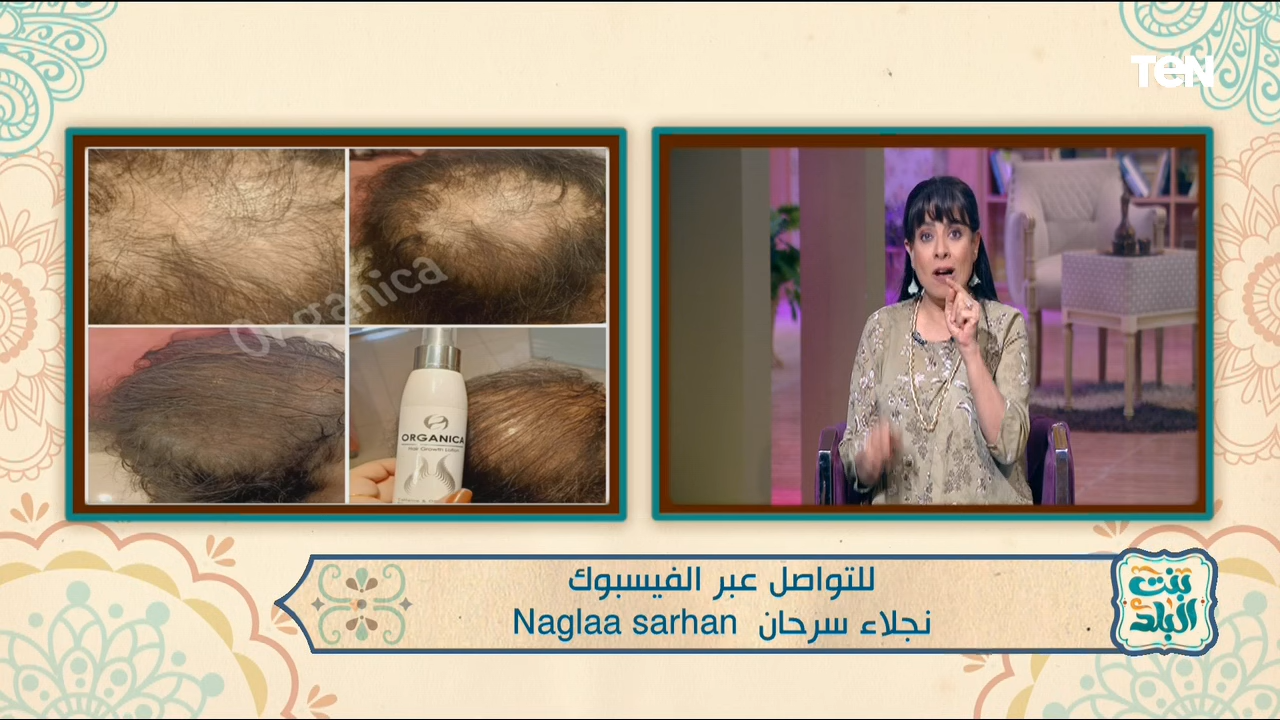 TEN
Organica
ORGANICA
Hair Growth Lotion
للتواصل عبر الفيسبوك
نجلاء سرحان Naglaa sarhan
بنت
البلد